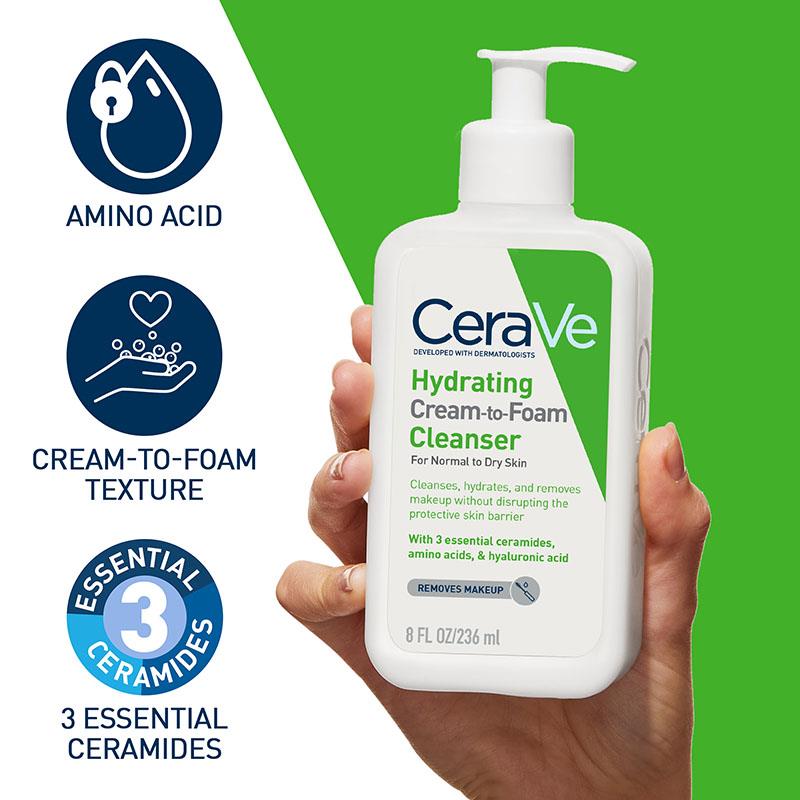 AMINO ACID
CREAM-TO-FOAM
TEXTURE
ESSENTIAL
3
CERAMIDES
3 ESSENTIAL
CERAMIDES
CeraVe
DEVELOPED WITH DERMATOLOGISTS
Hydrating
Cream-to-Foam
Cleanser
For Normal to Dry Skin
Cleanses, hydrates, and removes
makeup without disrupting the
protective skin barrier
With 3 essential ceramides,
amino acids, & hyaluronic acid
REMOVES MAKEUP
8 FL OZ/236 ml